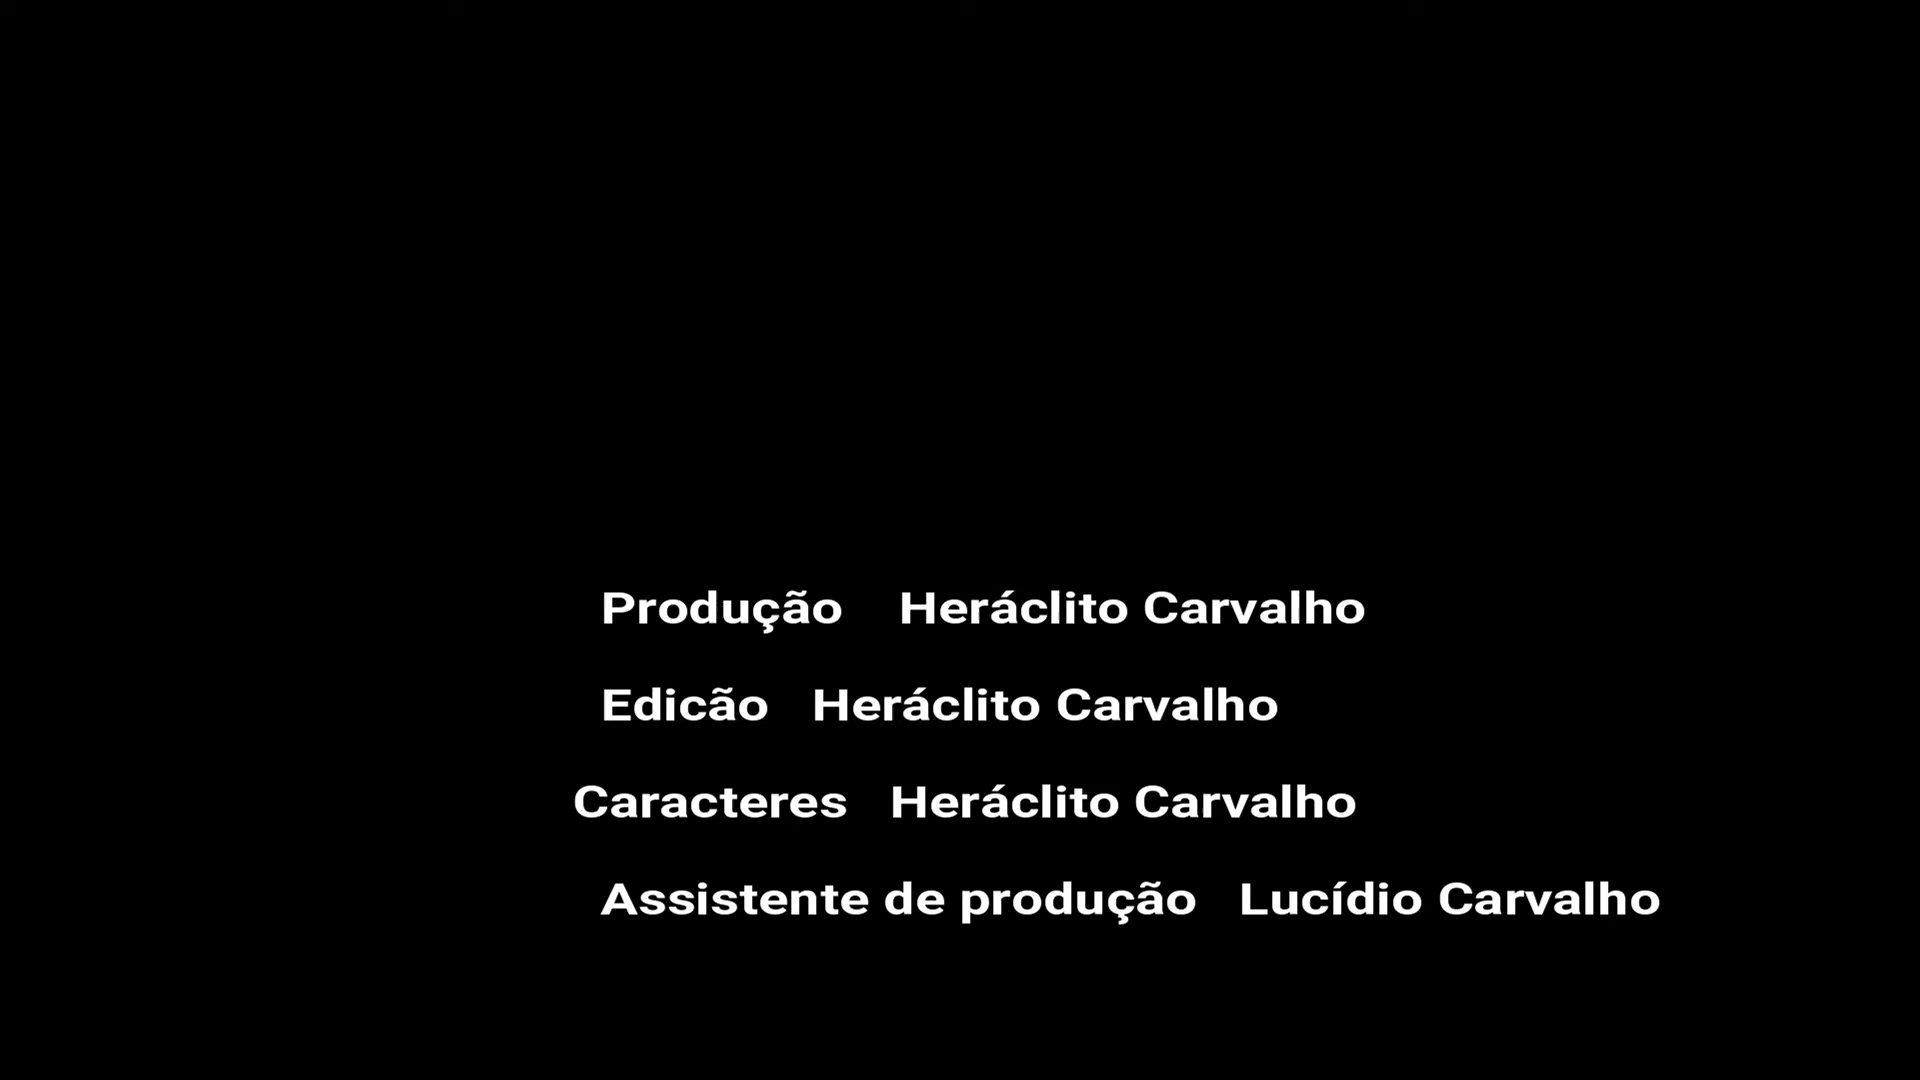 Produção Heráclito Carvalho
Edicão Heráclito Carvalho
Caracteres Heráclito Carvalho
Assistente de produção Lucídio Carvalho